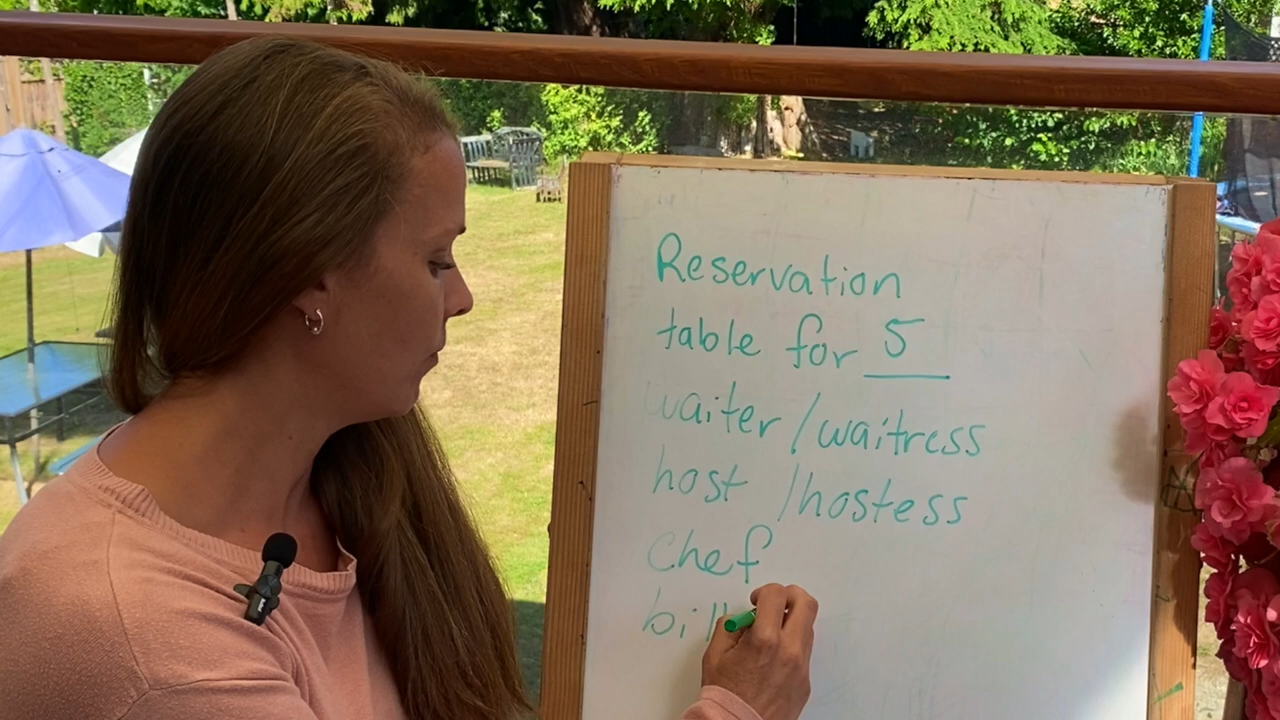 Reservation
table for 5
waiter/waitress
host/hostess
chef
bill